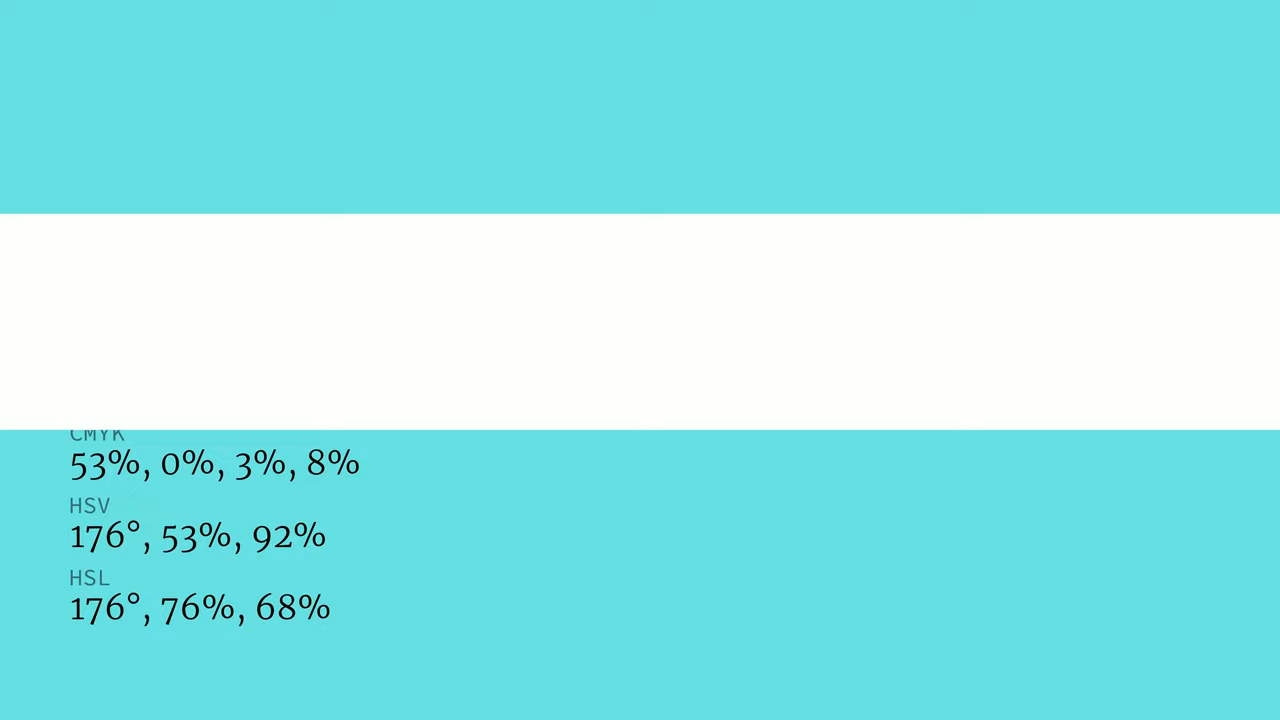 CMYK
53%, 0%, 3%, 8%
HSV
176°, 53%, 92%
HSL
176°, 76%, 68%